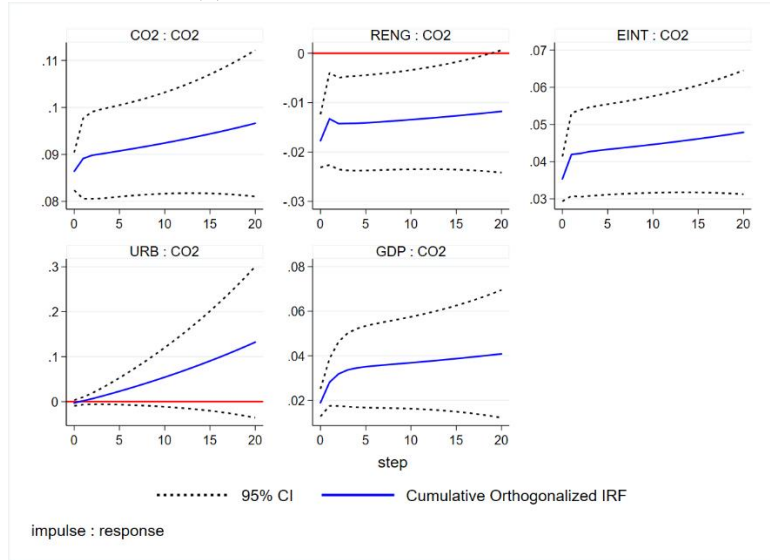 CO2 : CO2
RENG : CO2
EINT : CO2
.11
.1
.09
.08
0
-.01
-.02
-.03
.07
.06
.05
.04
.03
0 5 10 15 20
0 5 10 15 20
0 5 10 15 20
URB : CO2
GDP : CO2
.3
.2
.1
0
.08
.06
.04
.02
0 5 10 15 20
0 5 10 15 20
step
95% CI
Cumulative Orthogonalized IRF
impulse : response